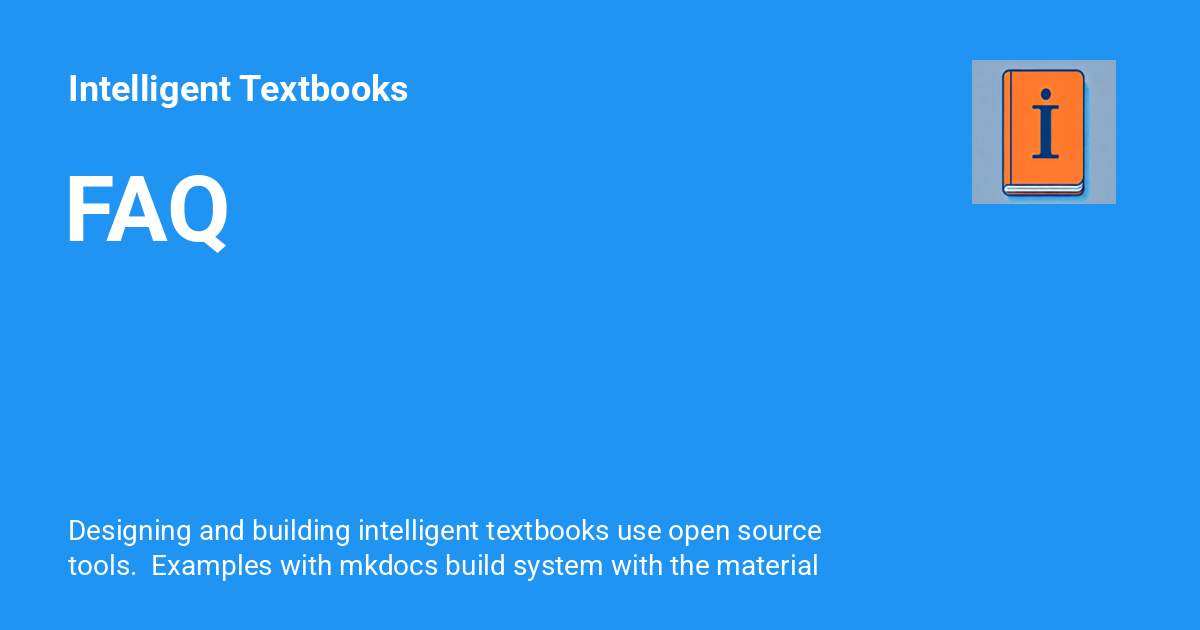 Intelligent Textbooks
FAQ
i
Designing and building intelligent textbooks use open source
tools.  Examples with mkdocs build system with the material